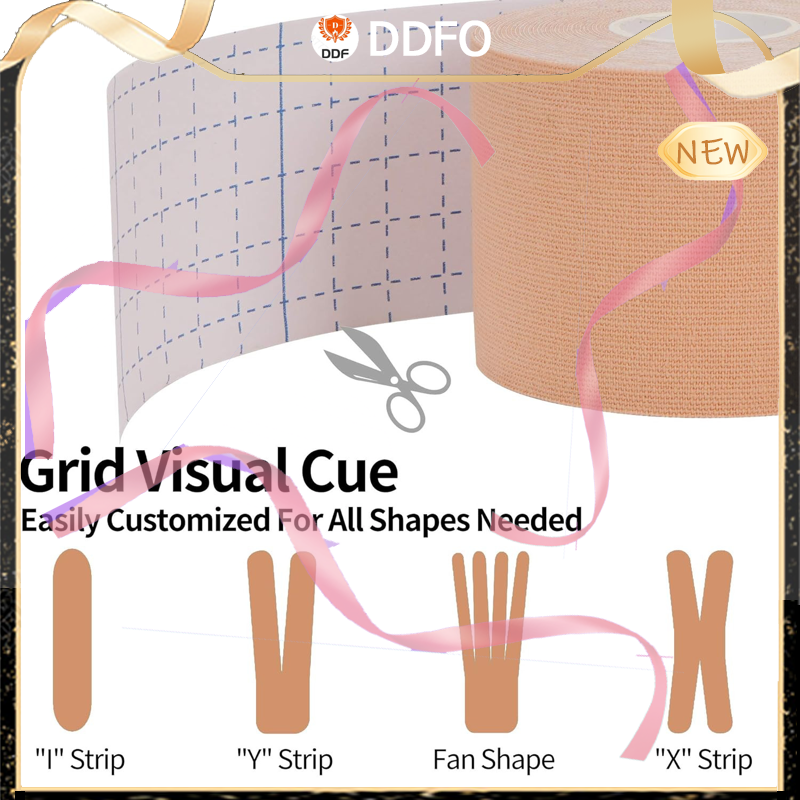 DDF
DDFO
NEW
Grid Visual Cue
Easily Customized For All Shapes Needed
"I" Strip
"Y" Strip
Fan Shape
"X" Strip